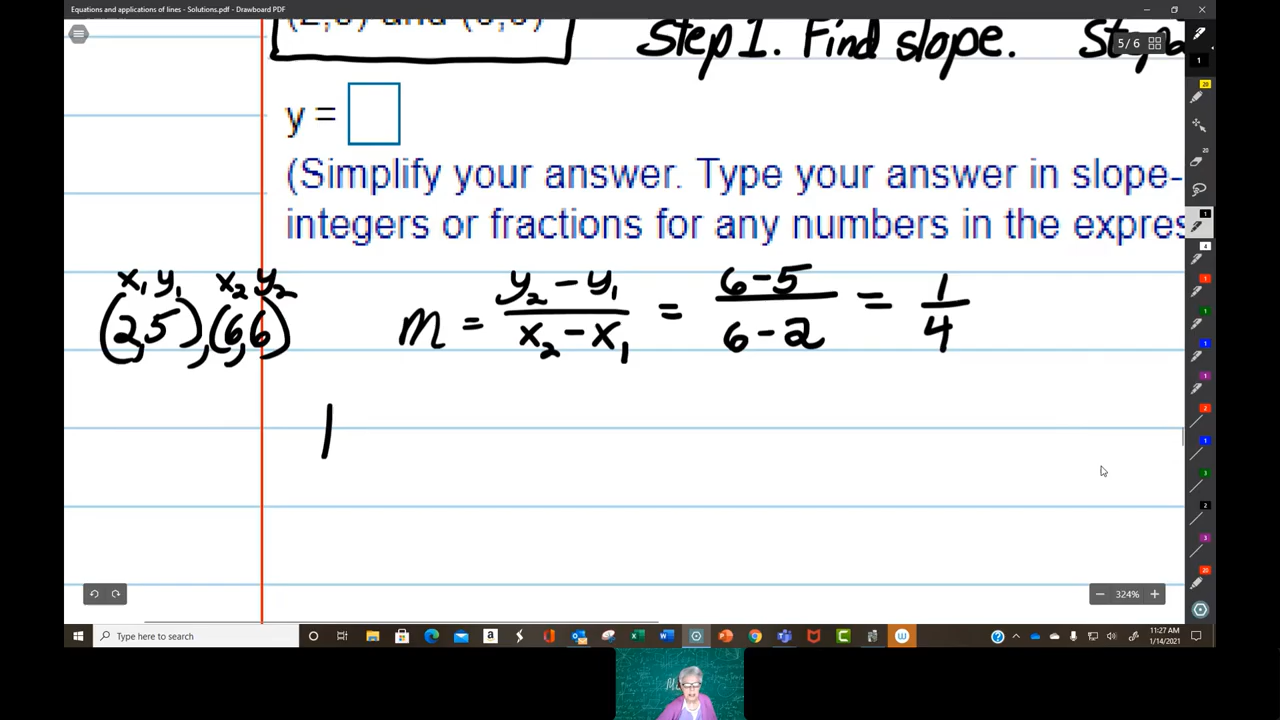 Equations and applications of lines - Solutions.pdf - Drawboard PDF
Step 1. Find slope.
5/6
y =
(Simplify your answer. Type your answer in slope-
integers or fractions for any numbers in the expres
x₁ y₁ x₂ y₂
(2,5), (6,6)
m = y₂ - y₁ / x₂ - x₁ = 6 - 5 / 6 - 2 = 1/4
324%
Type here to search
11:27 AM
1/14/2021